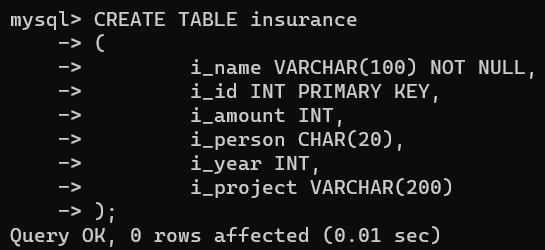 mysql> CREATE TABLE insurance
    -> (
    ->         i_name VARCHAR(100) NOT NULL,
    ->         i_id INT PRIMARY KEY,
    ->         i_amount INT,
    ->         i_person CHAR(20),
    ->         i_year INT,
    ->         i_project VARCHAR(200)
    -> );
Query OK, 0 rows affected (0.01 sec)